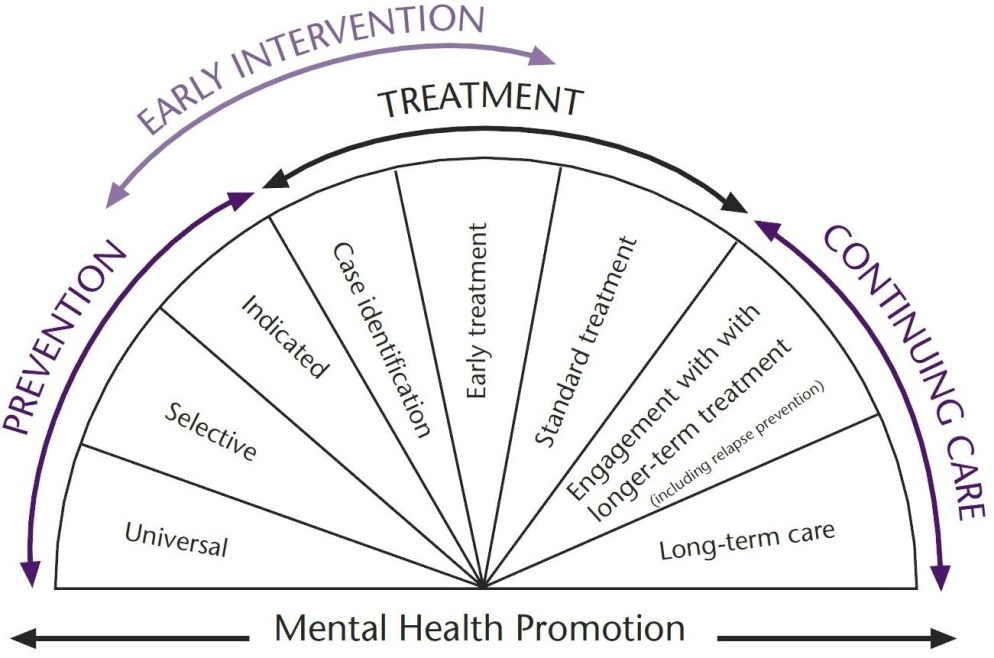 EARLY INTERVENTION
TREATMENT
PREVENTION
CONTINUING CARE
Universal
Selective
Indicated
Case identification
Early treatment
Standard treatment
Engagement with with
longer-term treatment
(including relapse prevention)
Long-term care
Mental Health Promotion